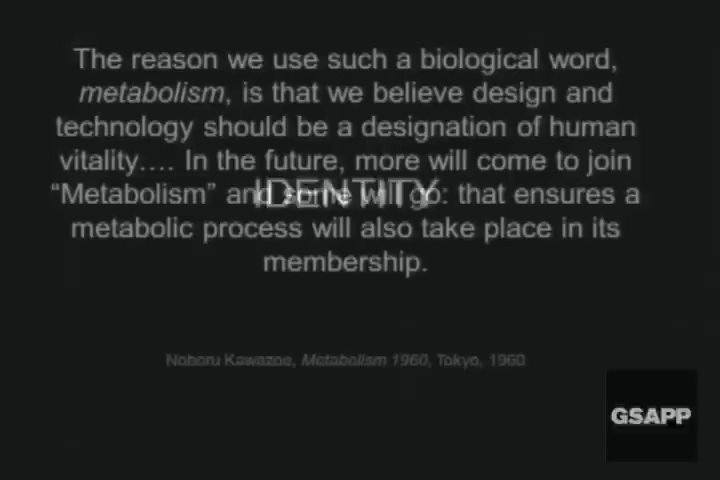 The reason we use such a biological word,
metabolism, is that we believe design and
technology should be a designation of human
vitality.... In the future, more will come to join
“Metabolism” and some will go: that ensures a
IDENTITY
metabolic process will also take place in its
membership.
Noboru Kawazoe, Metabolism 1960, Tokyo, 1960
GSAPP